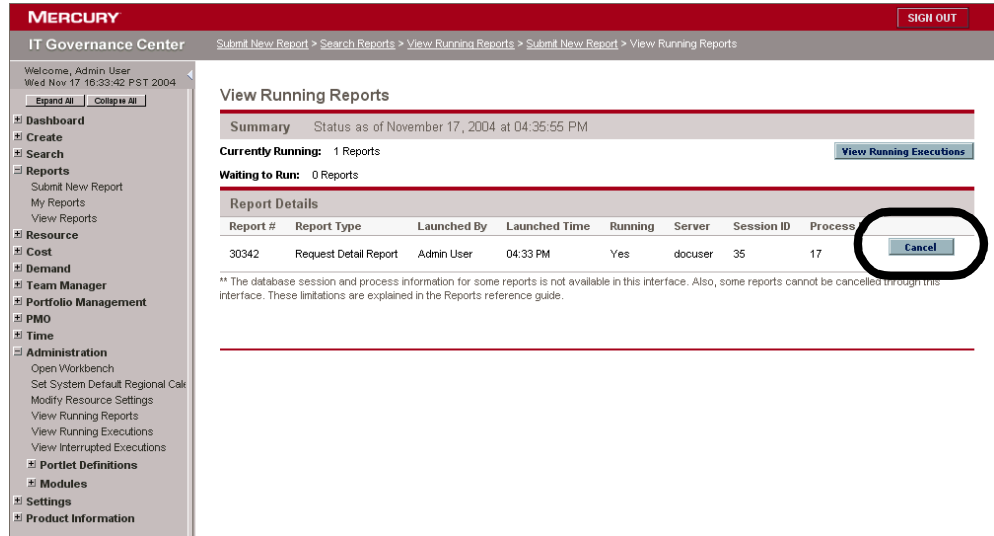 MERCURY
SIGN OUT
IT Governance Center
Submit New Report > Search Reports > View Running Reports > Submit New Report > View Running Reports
Welcome, Admin User
Wed Nov 17 16:33:42 PST 2004
Expand All Collapse All
Dashboard
Create
Search
Reports
Submit New Report
My Reports
View Reports
Resource
Cost
Demand
Team Manager
Portfolio Management
PMO
Time
Administration
Open Workbench
Set System Default Regional Cale
Modify Resource Settings
View Running Reports
View Running Executions
View Interrupted Executions
Portlet Definitions
Modules
Settings
Product Information
View Running Reports
Summary Status as of November 17, 2004 at 04:35:55 PM
Currently Running: 1 Reports
View Running Executions
Waiting to Run: 0 Reports
Report Details
Report # Report Type Launched By Launched Time Running Server Session ID Process
30342 Request Detail Report Admin User 04:33 PM Yes docuser 35 17 Cancel
** The database session and process information for some reports is not available in this interface. Also, some reports cannot be cancelled through this
interface. These limitations are explained in the Reports reference guide.